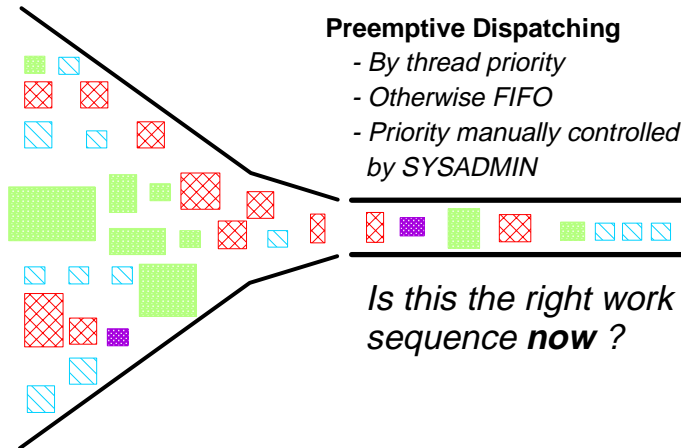 Preemptive Dispatching
- By thread priority
- Otherwise FIFO
- Priority manually controlled
by SYSADMIN
Is this the right work
sequence now ?